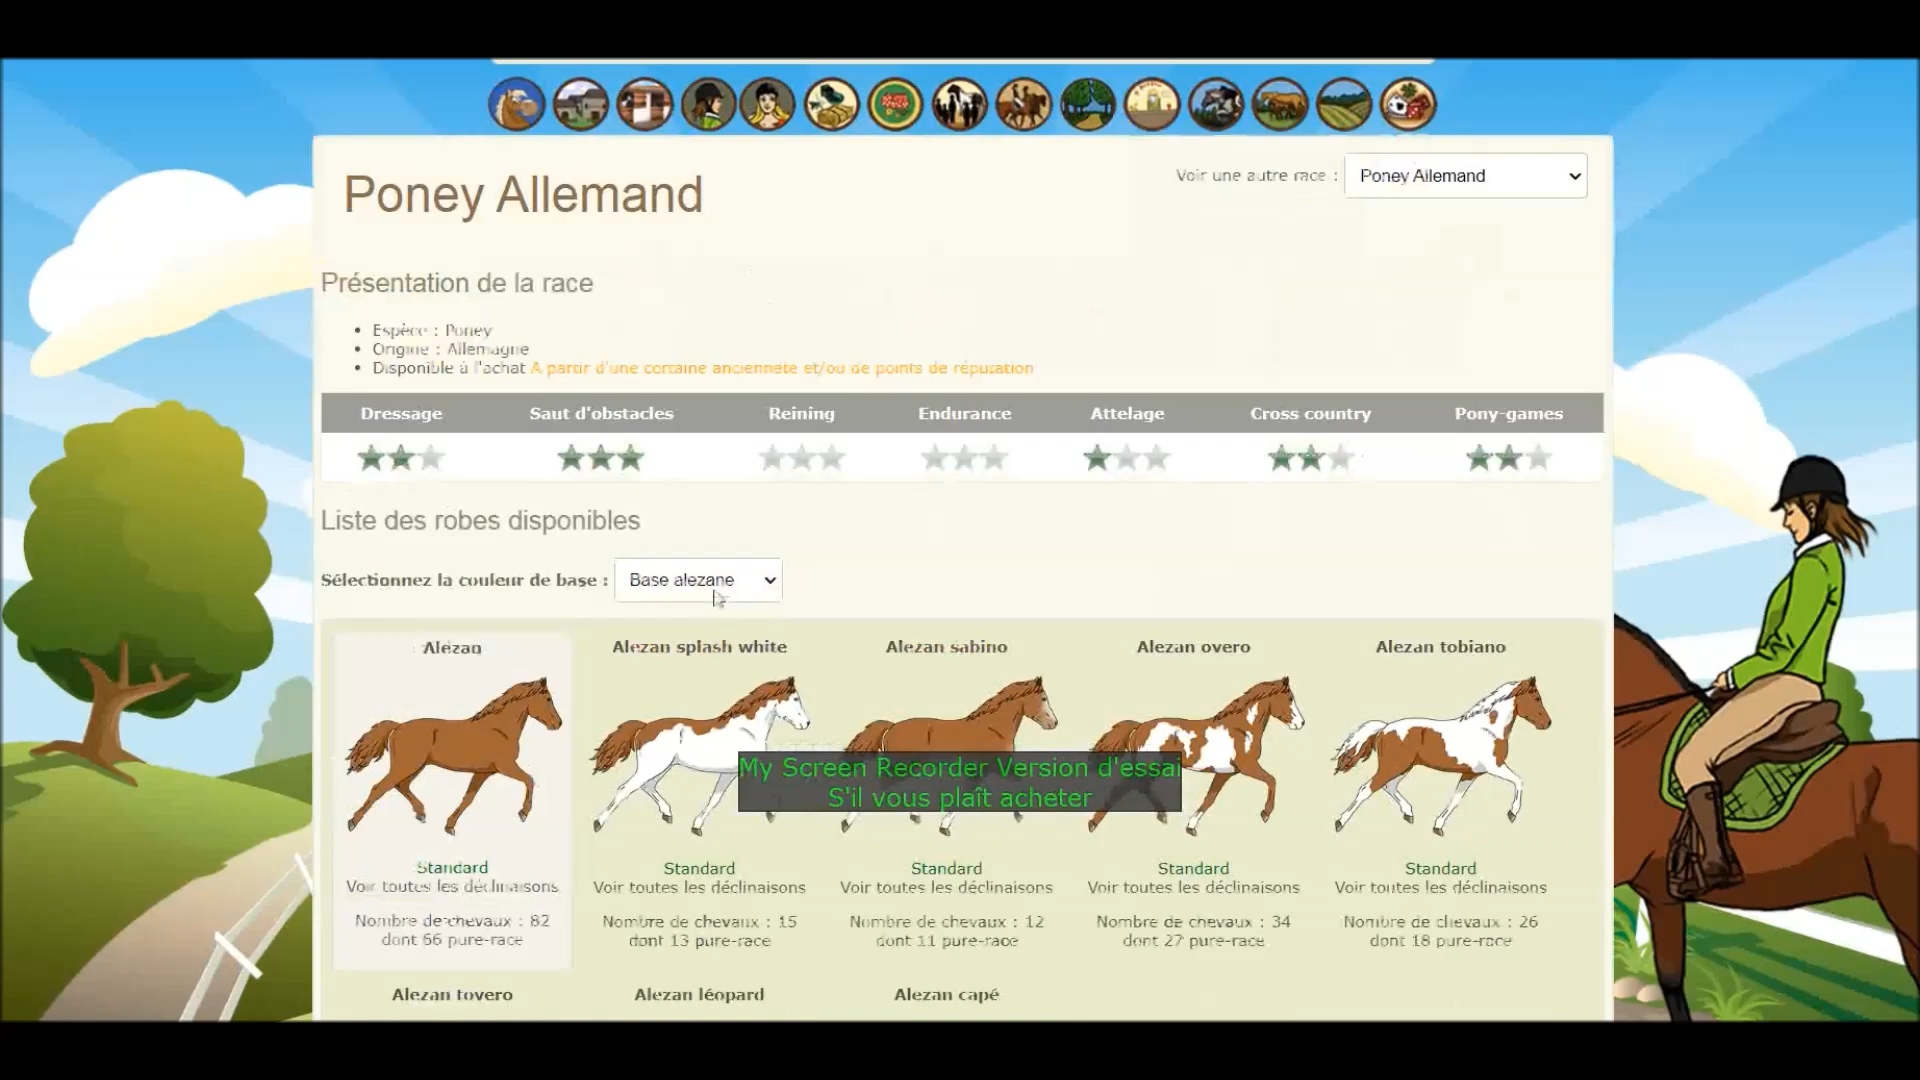 Poney Allemand
Voir une autre race :
Poney Allemand
Présentation de la race
Espèce : Poney
Origine : Allemagne
Disponible à l'achat A partir d'une certaine ancienneté et/ou de points de réputation
Dressage
Saut d'obstacles
Reining
Endurance
Attelage
Cross country
Pony-games
Liste des robes disponibles
Sélectionnez la couleur de base :
Base alezane
Alezan
Alezan splash white
Alezan sabino
Alezan overo
Alezan tobiano
My Screen Recorder Version d'essai
S'il vous plaît acheter
Standard
Voir toutes les déclinaisons
Nombre de chevaux : 82
dont 66 pure-race
Standard
Voir toutes les déclinaisons
Nombre de chevaux : 15
dont 13 pure-race
Standard
Voir toutes les déclinaisons
Nombre de chevaux : 12
dont 11 pure-race
Standard
Voir toutes les déclinaisons
Nombre de chevaux : 34
dont 27 pure-race
Standard
Voir toutes les déclinaisons
Nombre de chevaux : 26
dont 18 pure-race
Alezan tovero
Alezan léopard
Alezan capé